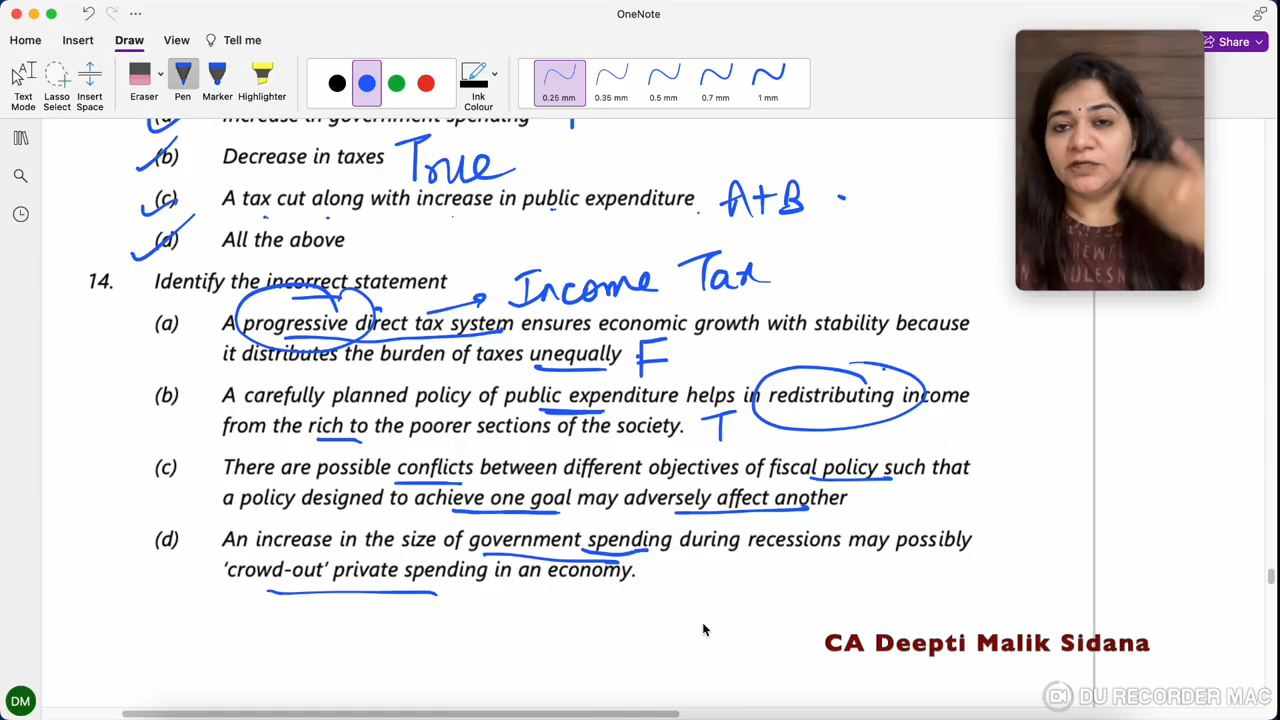 OneNote
Home Insert Draw View Tell me Share
Text Mode
Lasso Select
Insert Space
Eraser
Pen
Marker
Highlighter
Ink Colour
0.25 mm 0.35 mm 0.5 mm 0.7 mm 1 mm
Increase in government spending
(b) Decrease in taxes True
(c) A tax cut along with increase in public expenditure A+B
(d) All the above
14. Identify the incorrect statement
Income Tax
(a) A progressive direct tax system ensures economic growth with stability because
it distributes the burden of taxes unequally F
(b) A carefully planned policy of public expenditure helps in redistributing income
from the rich to the poorer sections of the society. T
(c) There are possible conflicts between different objectives of fiscal policy such that
a policy designed to achieve one goal may adversely affect another
(d) An increase in the size of government spending during recessions may possibly
‘crowd-out’ private spending in an economy.
CA Deepti Malik Sidana
DM
DU RECORDER MAC